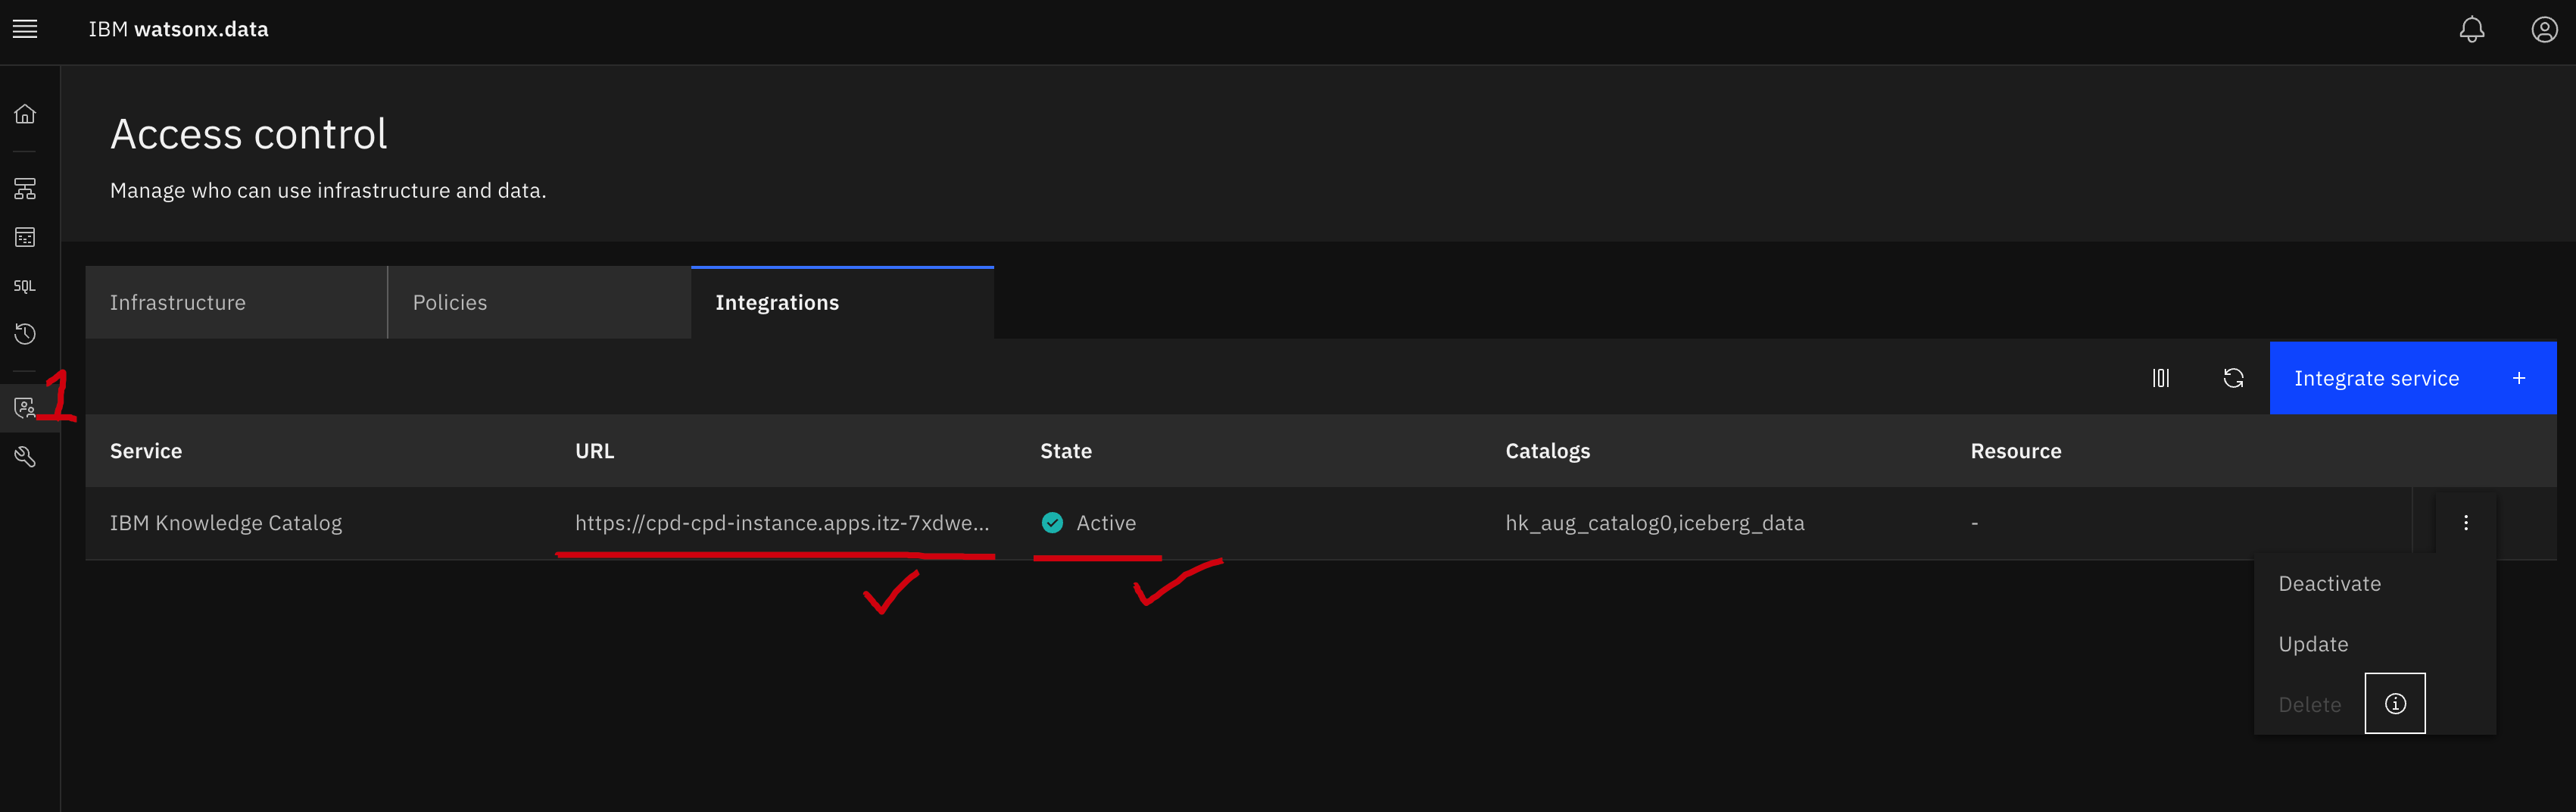 IBM watsonx.data
Access control
Manage who can use infrastructure and data.
SQL
Infrastructure
Policies
Integrations
1
Integrate service +
Service URL State Catalogs Resource
IBM Knowledge Catalog https://cpd-cpd-instance.apps.itz-7xdwe... Active hk_aug_catalog0,iceberg_data -
Deactivate
Update
Delete